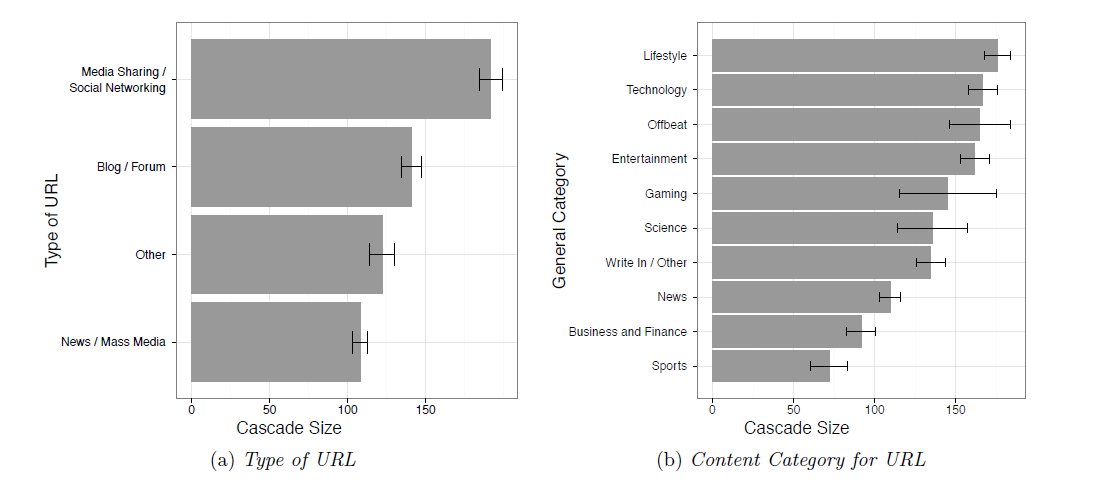 Type of URL
Media Sharing /
Social Networking
Blog / Forum
Other
News / Mass Media
0 50 100 150
Cascade Size
(a) Type of URL
General Category
Lifestyle
Technology
Offbeat
Entertainment
Gaming
Science
Write In / Other
News
Business and Finance
Sports
0 50 100 150
Cascade Size
(b) Content Category for URL